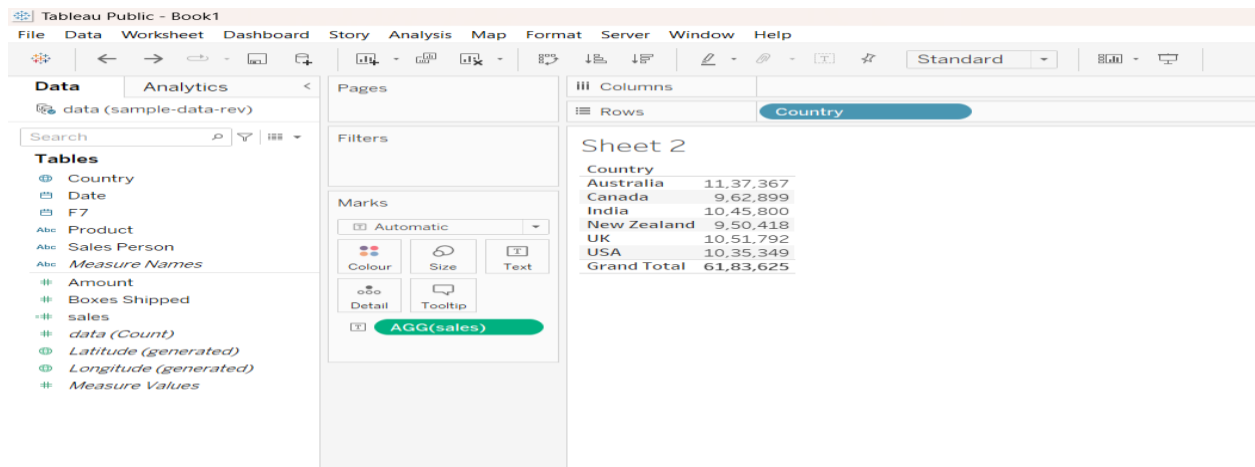 Tableau Public - Book1
File Data Worksheet Dashboard Story Analysis Map Format Server Window Help
Standard
Data Analytics
data (sample-data-rev)
Search
Tables
Country
Date
F7
Abc Product
Abc Sales Person
Abc Measure Names
Amount
Boxes Shipped
sales
data (Count)
Latitude (generated)
Longitude (generated)
Measure Values
Pages
Filters
Marks
Automatic
Colour Size Text
Detail Tooltip
AGG(sales)
Columns
Rows Country
Sheet 2
Country
Australia 11,37,367
Canada 9,62,899
India 10,45,800
New Zealand 9,50,418
UK 10,51,792
USA 10,35,349
Grand Total 61,83,625